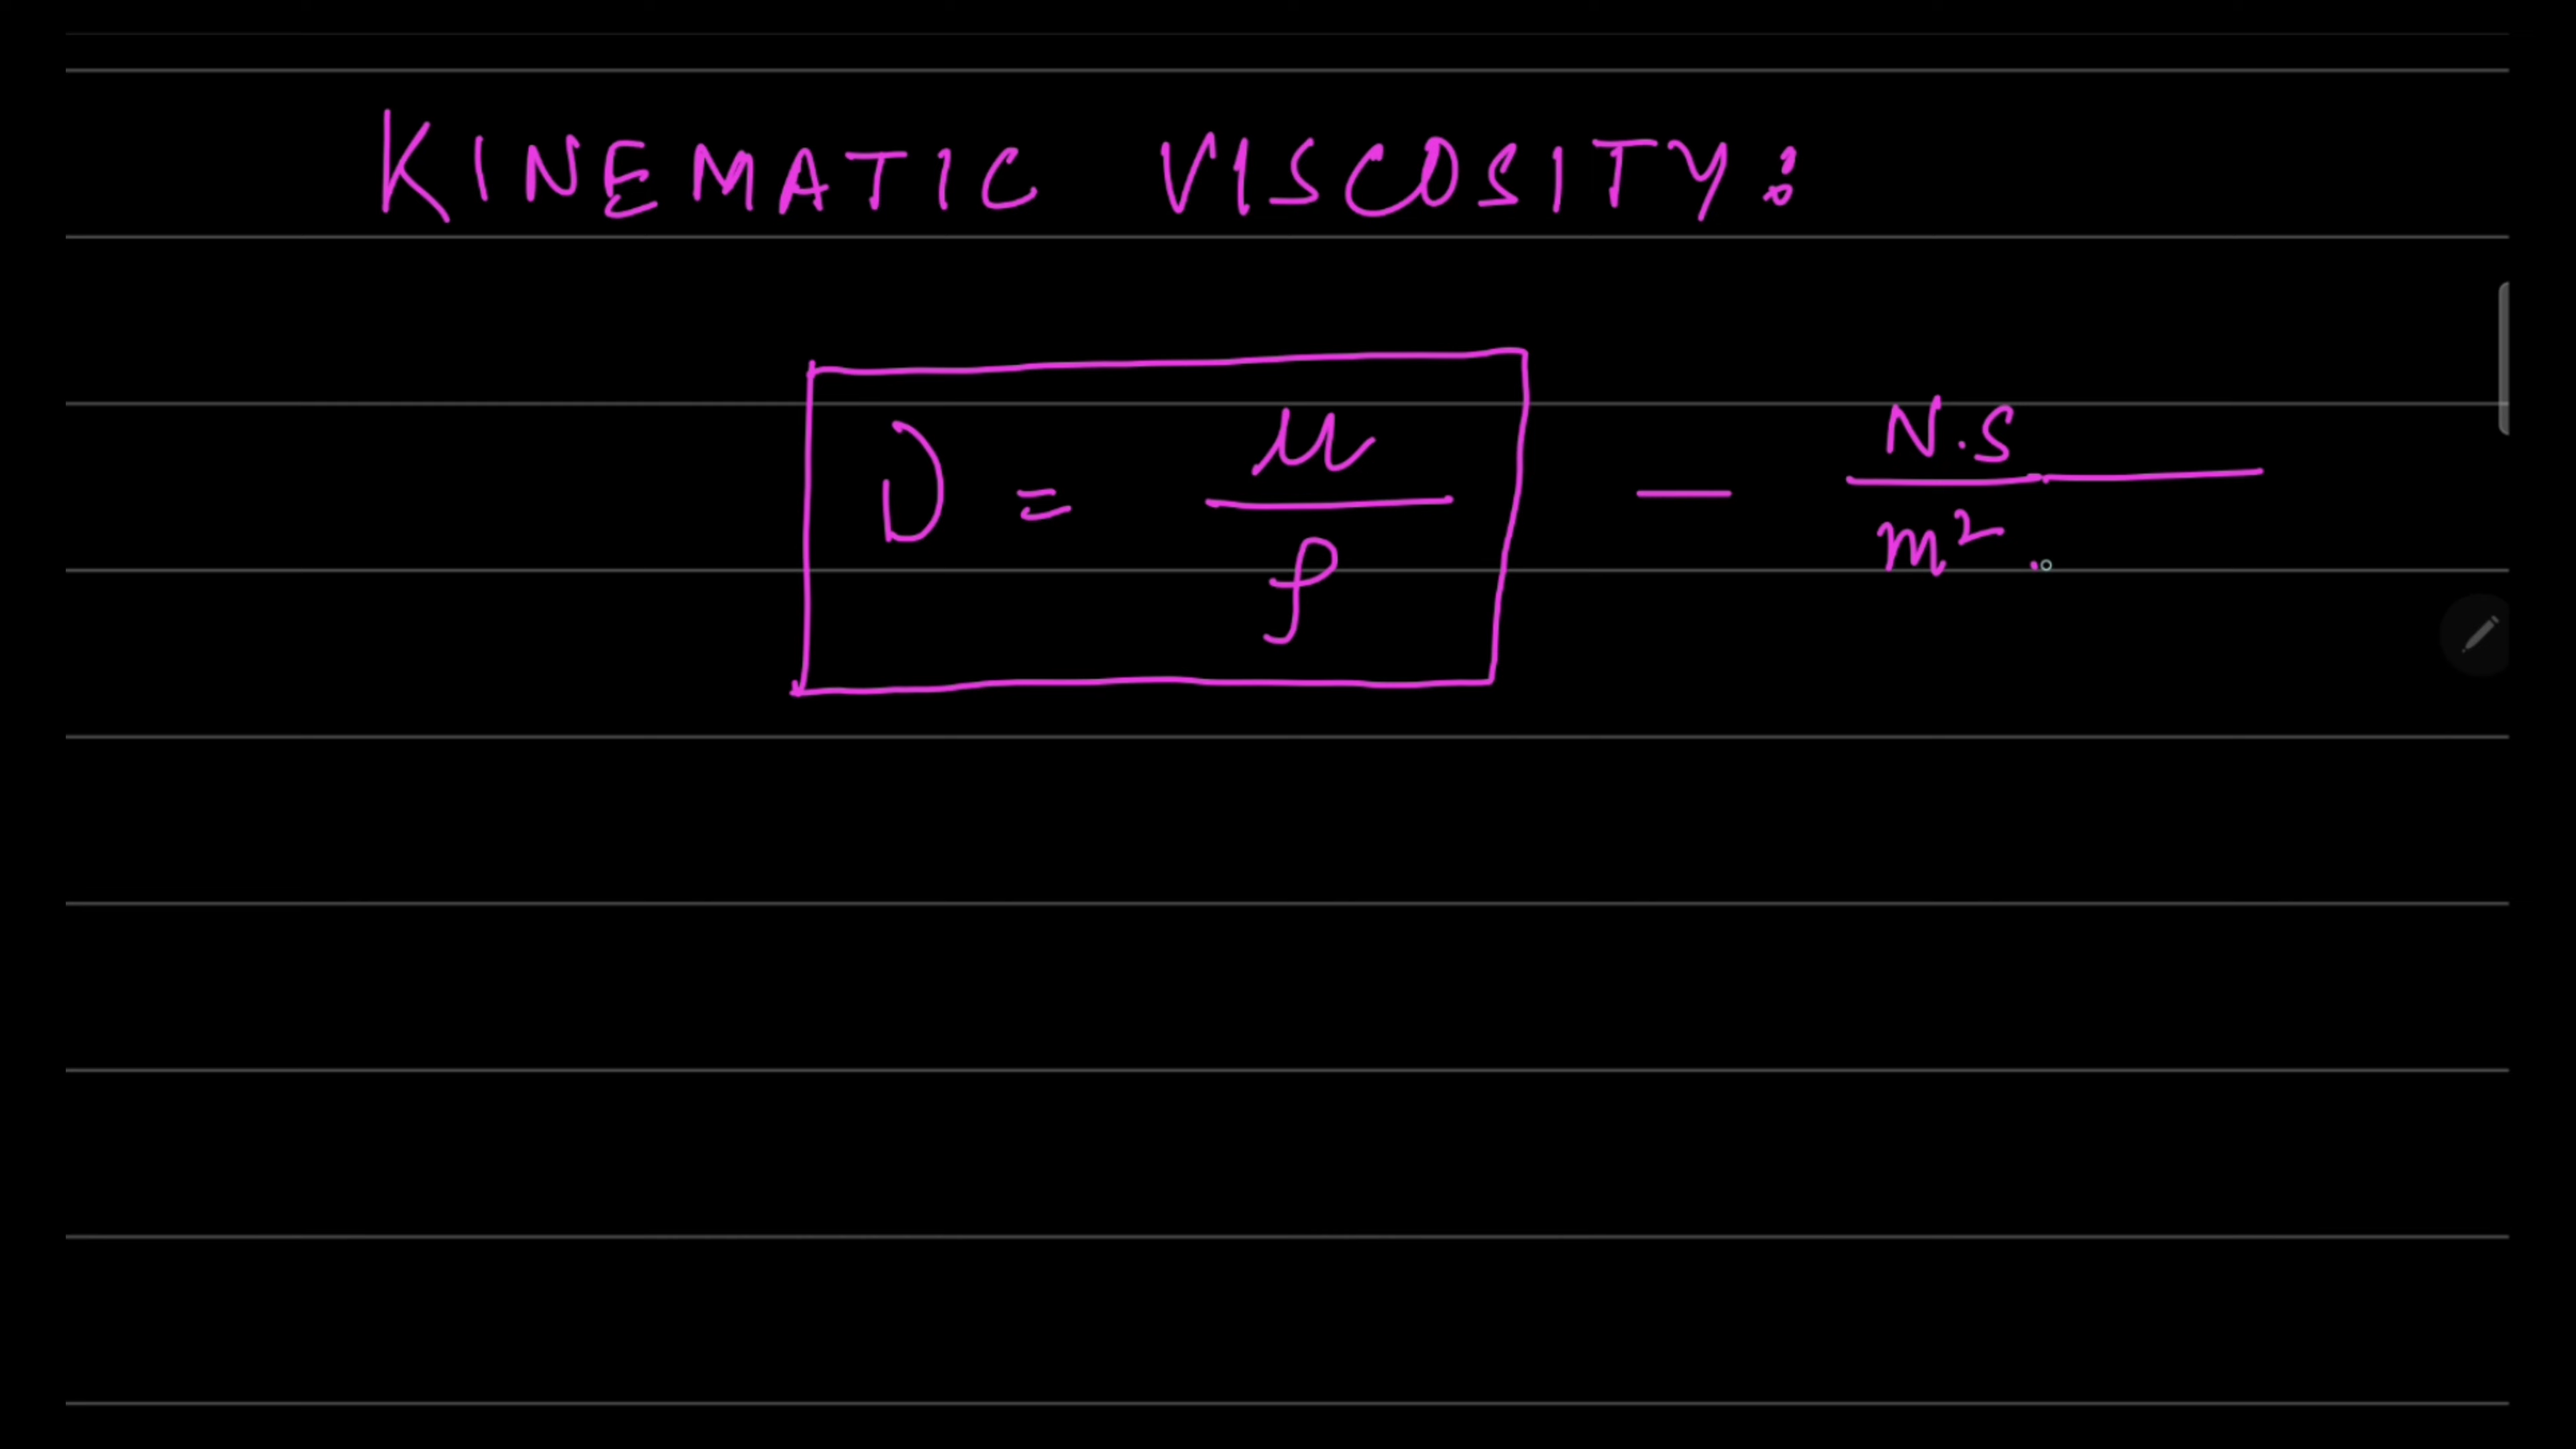 KINEMATIC VISCOSITY:
ν = μ / ρ — N.S / m².